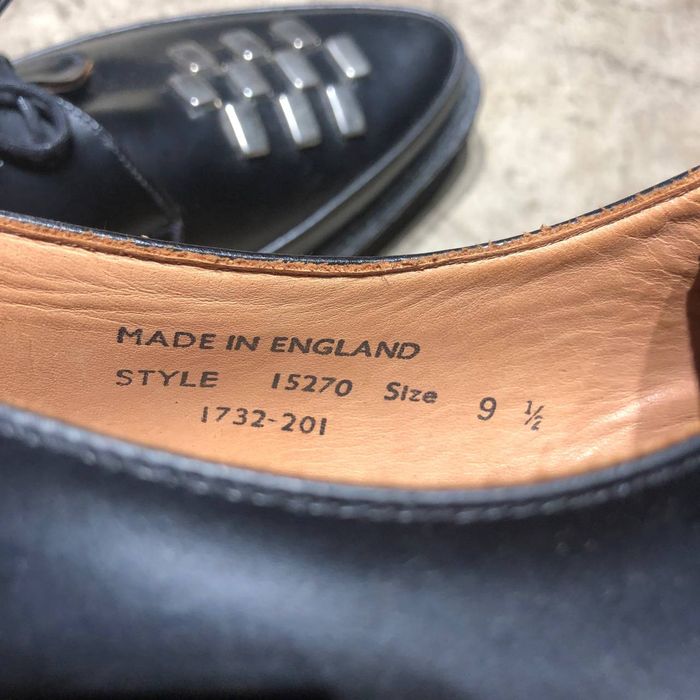 MADE IN ENGLAND
STYLE 15270 Size 9 ½
1732-201